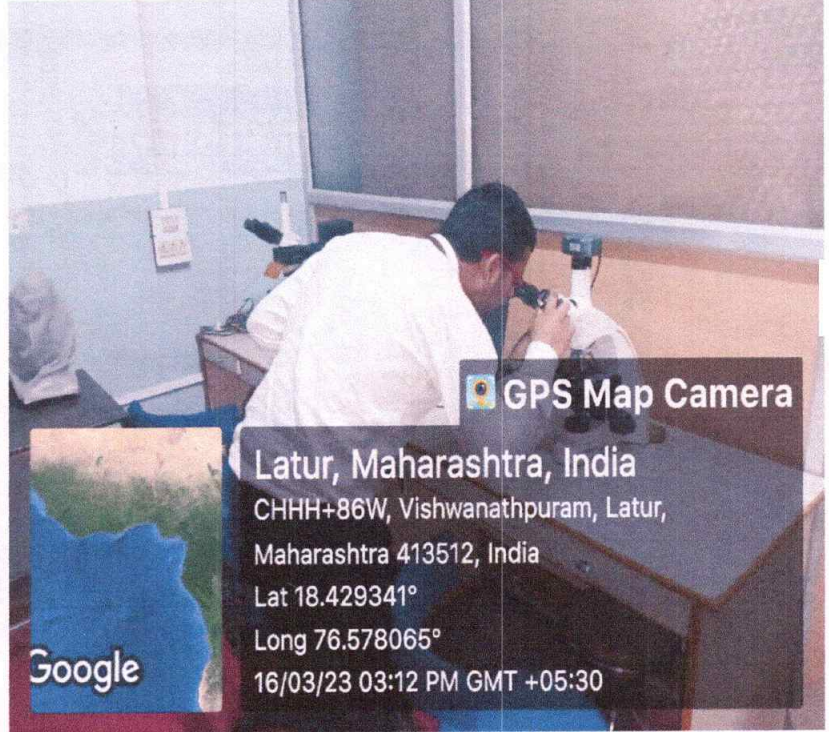 GPS Map Camera
Latur, Maharashtra, India
CHHH+86W, Vishwanathpuram, Latur,
Maharashtra 413512, India
Lat 18.429341°
Long 76.578065°
16/03/23 03:12 PM GMT +05:30
Google